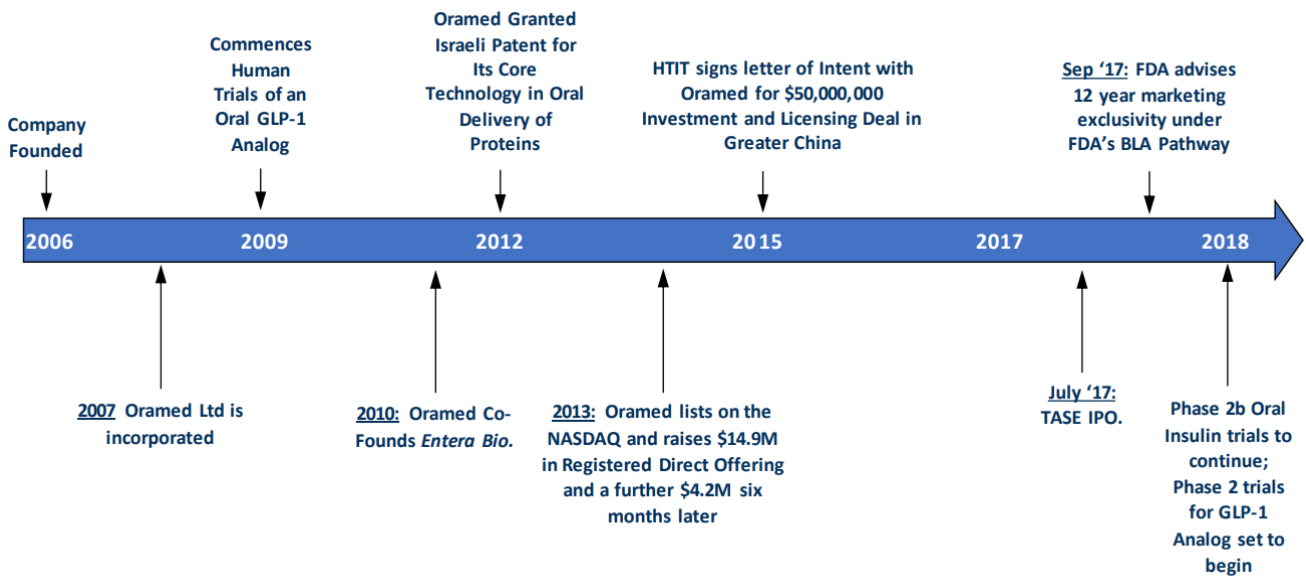 Company
Founded
Commences
Human
Trials of an
Oral GLP-1
Analog
Oramed Granted
Israeli Patent for
Its Core
Technology in Oral
Delivery of
Proteins
HTIT signs letter of Intent with
Oramed for $50,000,000
Investment and Licensing Deal in
Greater China
Sep ‘17: FDA advises
12 year marketing
exclusivity under
FDA’s BLA Pathway
2006 2009 2012 2015 2017 2018
2007 Oramed Ltd is
incorporated
2010: Oramed Co-
Founds Entera Bio.
2013: Oramed lists on the
NASDAQ and raises $14.9M
in Registered Direct Offering
and a further $4.2M six
months later
July ‘17:
TASE IPO.
Phase 2b Oral
Insulin trials to
continue;
Phase 2 trials
for GLP-1
Analog set to
begin